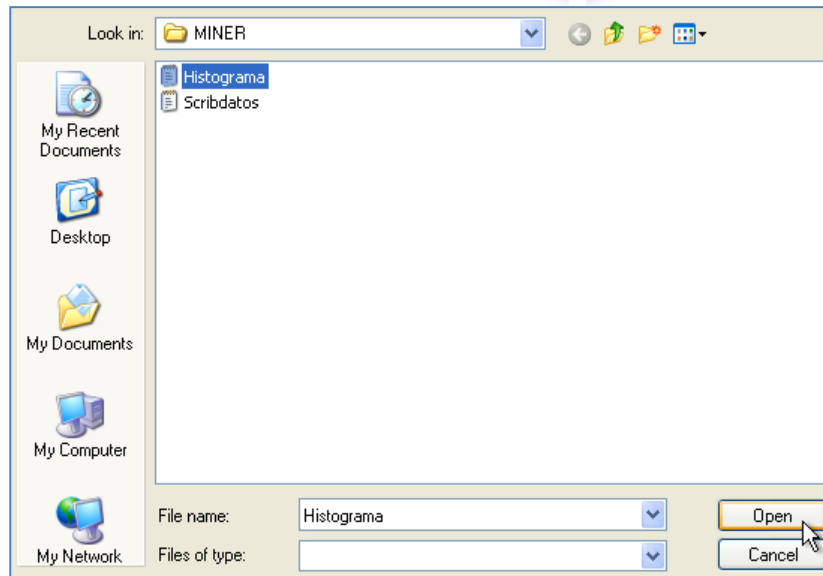 Look in: MINER
Histograma
Scribdatos
My Recent
Documents
Desktop
My Documents
My Computer
My Network
File name: Histograma Open
Files of type: Cancel